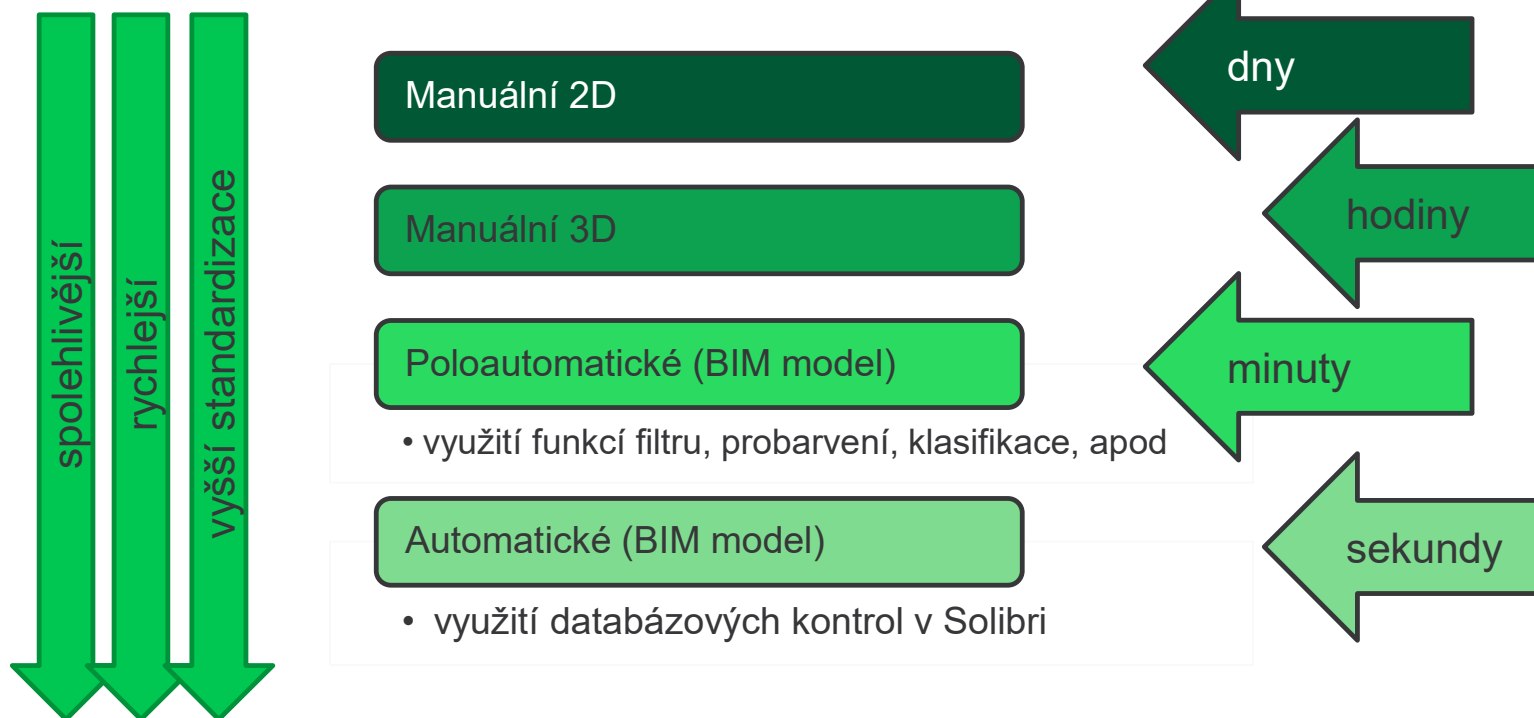 spolehlivější
rychlejší
vyšší standardizace
Manuální 2D
dny
Manuální 3D
hodiny
Poloautomatické (BIM model)
minuty
• využití funkcí filtru, probarvení, klasifikace, apod
Automatické (BIM model)
sekundy
• využití databázových kontrol v Solibri